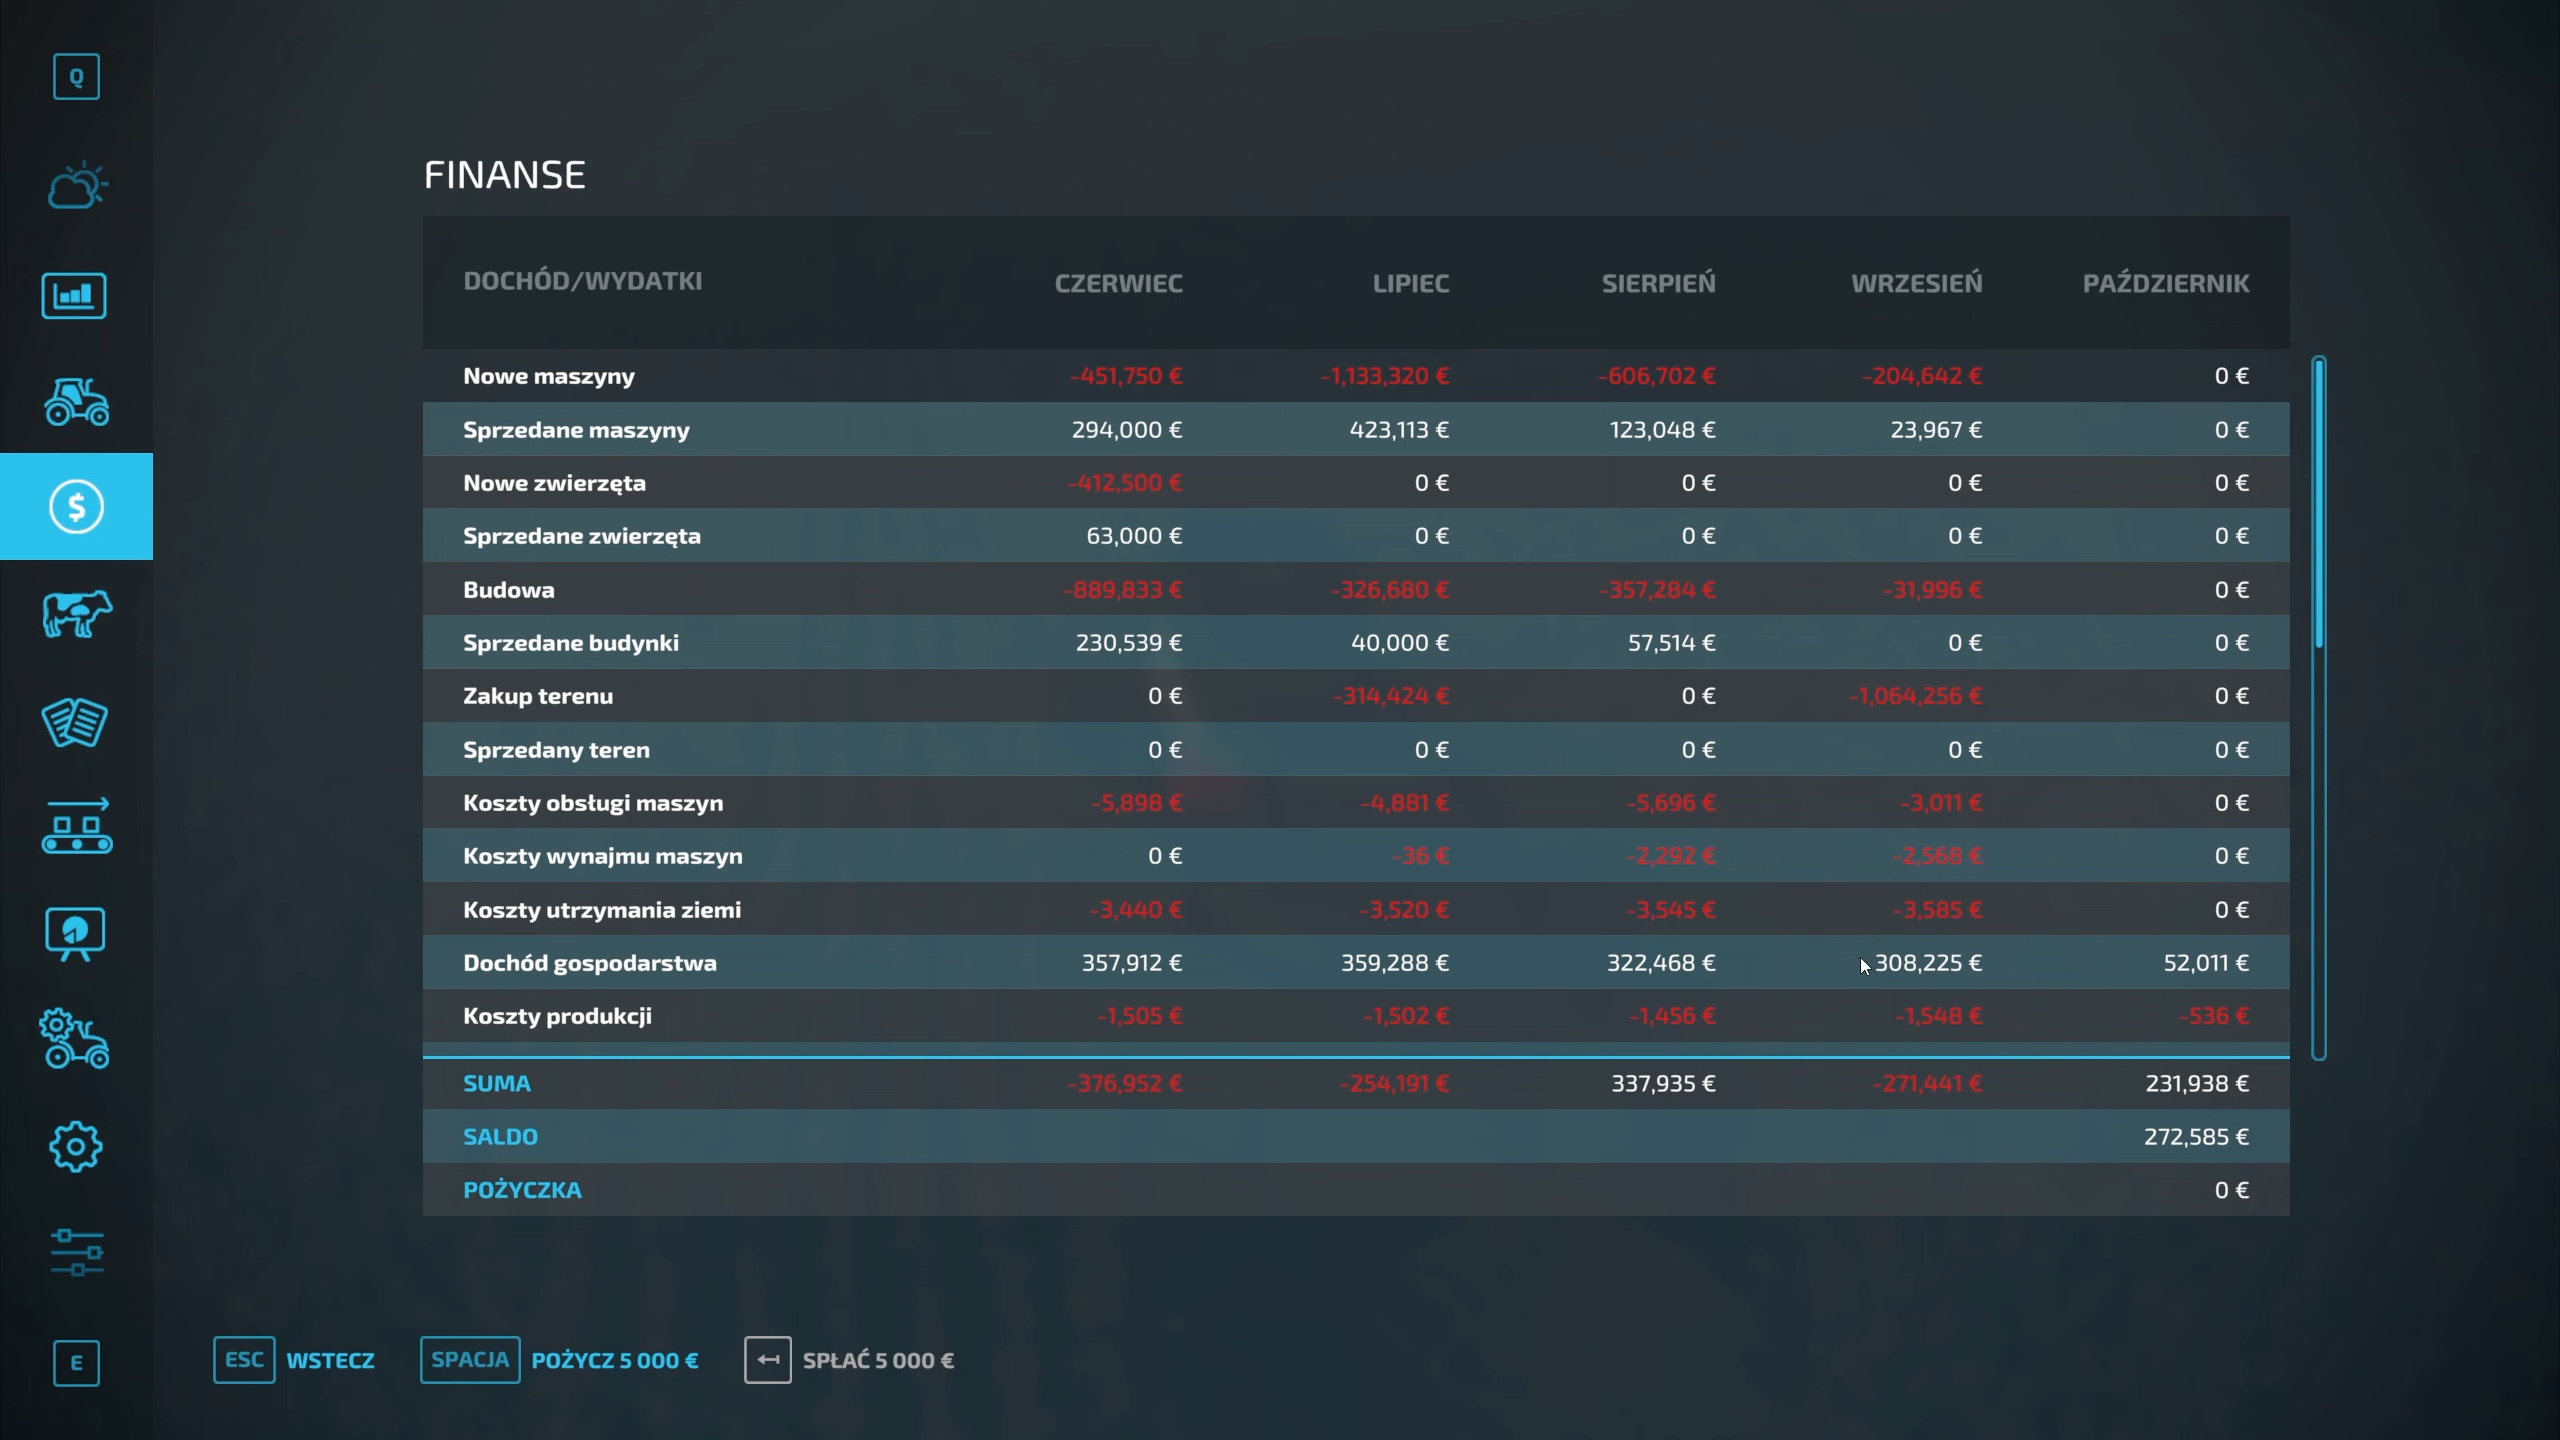 Q
FINANSE
DOCHÓD/WYDATKI CZERWIEC LIPIEC SIERPIEŃ WRZESIEŃ PAŹDZIERNIK
Nowe maszyny -451,750 € -1,133,320 € -606,702 € -204,642 € 0 €
Sprzedane maszyny 294,000 € 423,113 € 123,048 € 23,967 € 0 €
Nowe zwierzęta -412,500 € 0 € 0 € 0 € 0 €
Sprzedane zwierzęta 63,000 € 0 € 0 € 0 € 0 €
Budowa -889,833 € -326,680 € -357,284 € -31,996 € 0 €
Sprzedane budynki 230,539 € 40,000 € 57,514 € 0 € 0 €
Zakup terenu 0 € -314,424 € 0 € -1,064,256 € 0 €
Sprzedany teren 0 € 0 € 0 € 0 € 0 €
Koszty obsługi maszyn -5,898 € -4,881 € -5,696 € -3,011 € 0 €
Koszty wynajmu maszyn 0 € -36 € -2,292 € -2,568 € 0 €
Koszty utrzymania ziemi -3,440 € -3,520 € -3,545 € -3,585 € 0 €
Dochód gospodarstwa 357,912 € 359,288 € 322,468 € 308,225 € 52,011 €
Koszty produkcji -1,505 € -1,502 € -1,456 € -1,548 € -536 €
SUMA -376,952 € -254,191 € 337,935 € -271,441 € 231,938 €
SALDO 272,585 €
POŻYCZKA 0 €
E ESC WSTECZ SPACJA POŻYCZ 5 000 € SPŁAĆ 5 000 €